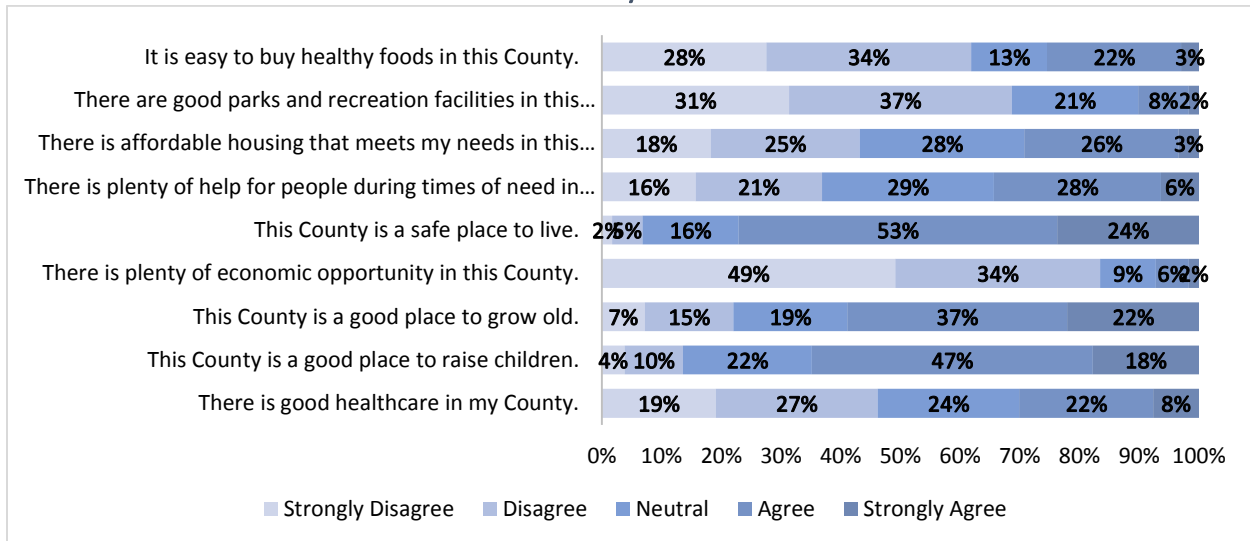 It is easy to buy healthy foods in this County. 28% 34% 13% 22% 3%
There are good parks and recreation facilities in this... 31% 37% 21% 8% 2%
There is affordable housing that meets my needs in this... 18% 25% 28% 26% 3%
There is plenty of help for people during times of need in... 16% 21% 29% 28% 6%
This County is a safe place to live. 2% 5% 16% 53% 24%
There is plenty of economic opportunity in this County. 49% 34% 9% 6% 2%
This County is a good place to grow old. 7% 15% 19% 37% 22%
This County is a good place to raise children. 4% 10% 22% 47% 18%
There is good healthcare in my County. 19% 27% 24% 22% 8%
0% 10% 20% 30% 40% 50% 60% 70% 80% 90% 100%
Strongly Disagree Disagree Neutral Agree Strongly Agree